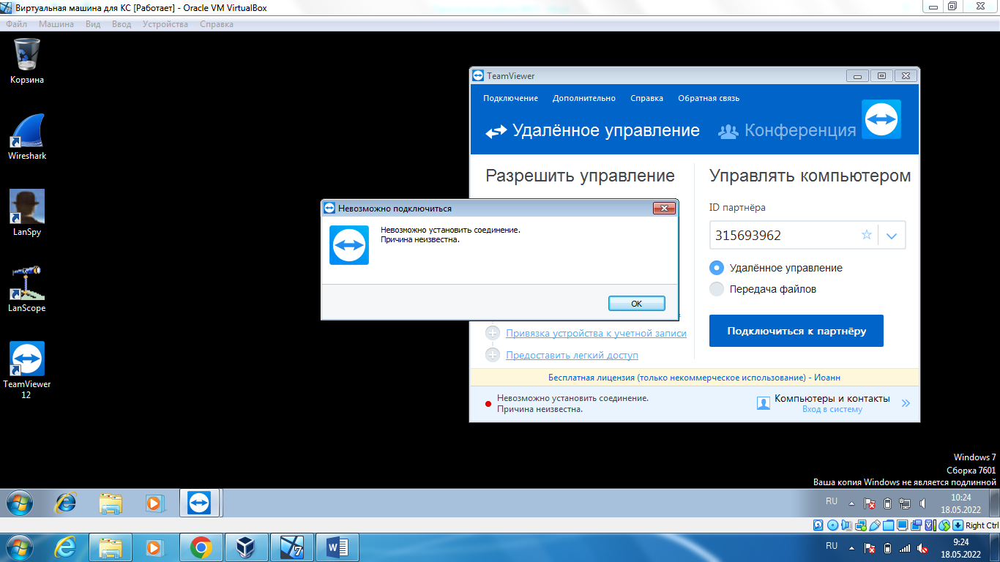 Виртуальная машина для КС [Работает] - Oracle VM VirtualBox
Файл Машина Вид Ввод Устройства Справка
Корзина
Wireshark
LanSpy
LanScope
TeamViewer
12
TeamViewer
Подключение Дополнительно Справка Обратная связь
Удалённое управление Конференция
Разрешить управление
Управлять компьютером
ID партнёра
315693962
Удалённое управление
Передача файлов
Подключиться к партнёру
Невозможно подключиться
Невозможно установить соединение.
Причина неизвестна.
OK
Привязка устройства к учетной записи
Предоставить легкий доступ
Бесплатная лицензия (только некоммерческое использование) - Иоанн
Невозможно установить соединение.
Причина неизвестна.
Компьютеры и контакты
Вход в систему
Windows 7
Сборка 7601
Ваша копия Windows не является подлинной
RU
10:24
18.05.2022
Right Ctrl
RU
9:24
18.05.2022